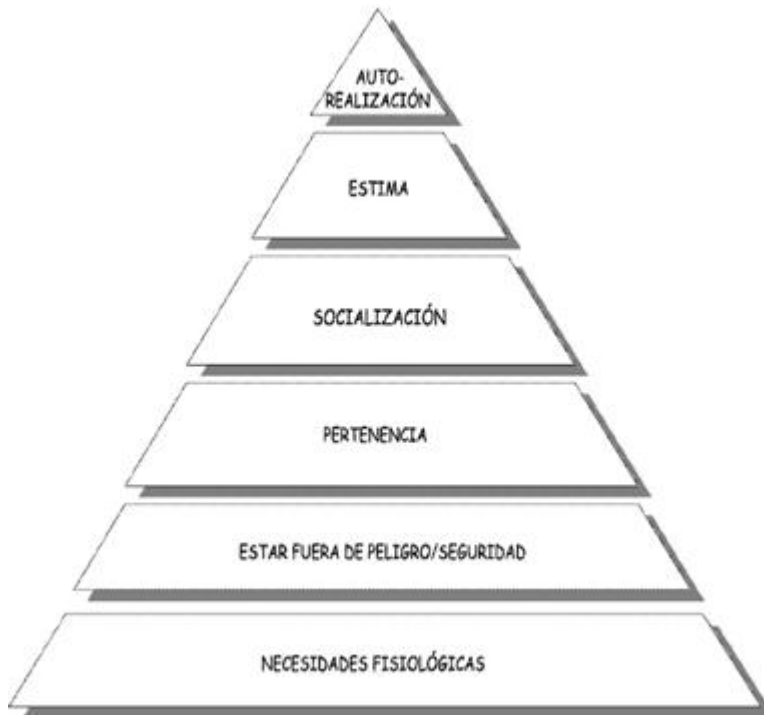 AUTO-
REALIZACIÓN
ESTIMA
SOCIALIZACIÓN
PERTENENCIA
ESTAR FUERA DE PELIGRO/SEGURIDAD
NECESIDADES FISIOLÓGICAS